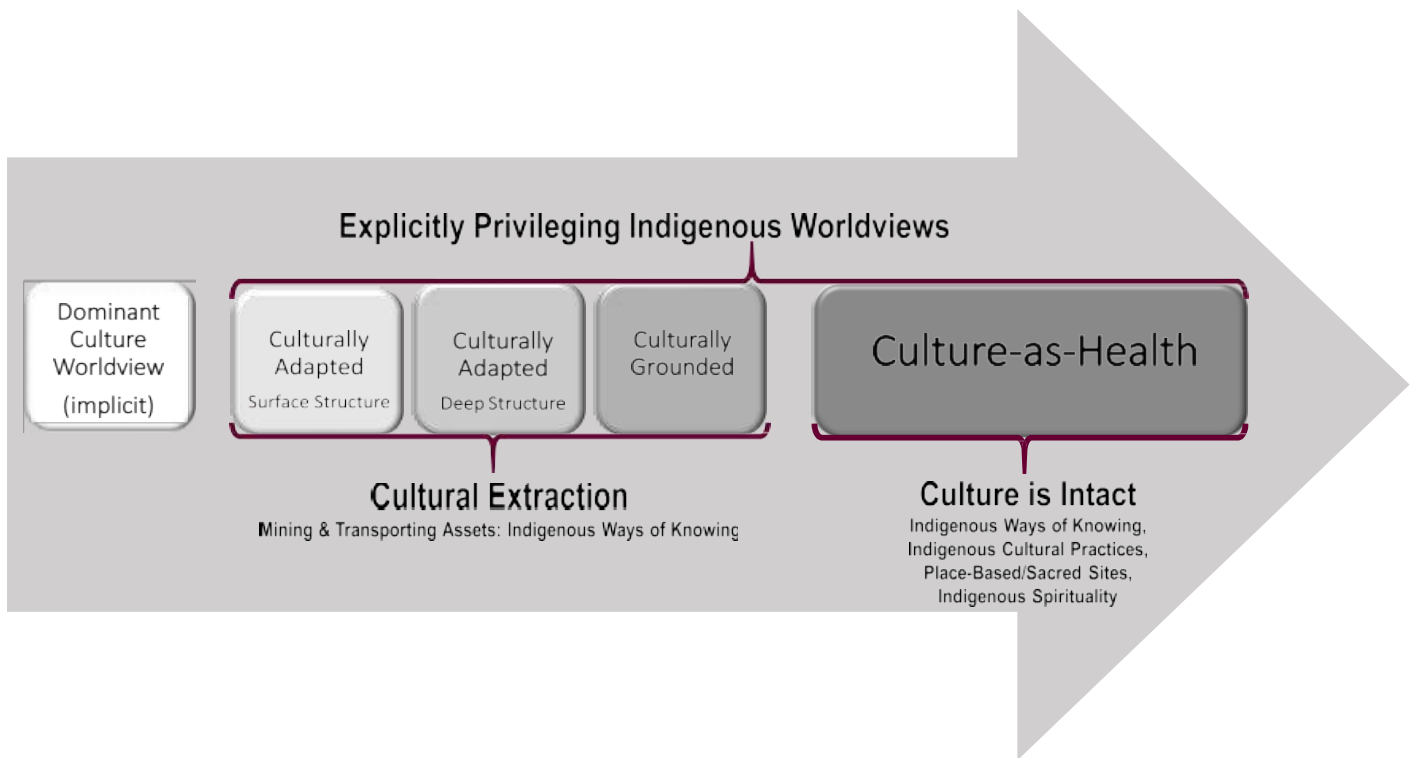 Explicitly Privileging Indigenous Worldviews
Dominant
Culture
Worldview
(implicit)
Culturally
Adapted
Surface Structure
Culturally
Adapted
Deep Structure
Culturally
Grounded
Culture-as-Health
Cultural Extraction
Mining & Transporting Assets: Indigenous Ways of Knowing
Culture is Intact
Indigenous Ways of Knowing,
Indigenous Cultural Practices,
Place-Based/Sacred Sites,
Indigenous Spirituality